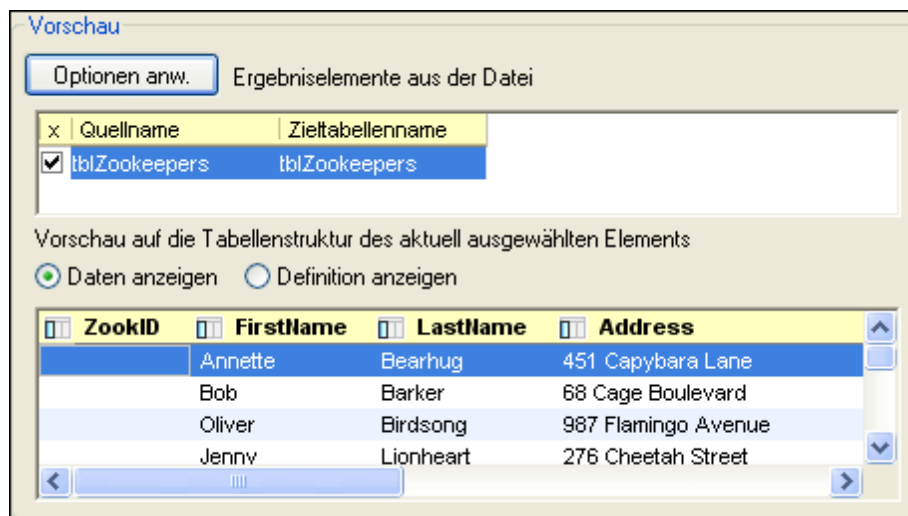 Vorschau
Optionen anw. Ergebniselemente aus der Datei
x Quellname Zieltabellenname
tblZookeepers tblZookeepers
Vorschau auf die Tabellenstruktur des aktuell ausgewählten Elements
Daten anzeigen Definition anzeigen
ZookID FirstName LastName Address
Annette Bearhug 451 Capybara Lane
Bob Barker 68 Cage Boulevard
Oliver Birdsong 987 Flamingo Avenue
Jenny Lionheart 276 Cheetah Street